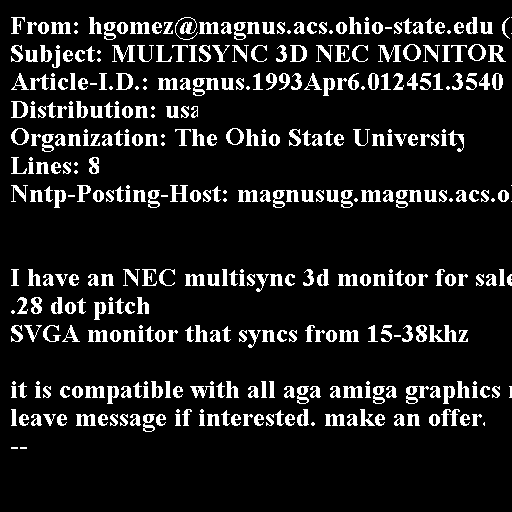 From: hgomez@magnus.acs.ohio-state.edu (
Subject: MULTISYNC 3D NEC MONITOR
Article-I.D.: magnus.1993Apr6.012451.3540
Distribution: usa
Organization: The Ohio State University
Lines: 8
Nntp-Posting-Host: magnusug.magnus.acs.o
I have an NEC multisync 3d monitor for sale
.28 dot pitch
SVGA monitor that syncs from 15-38khz
it is compatible with all aga amiga graphics
leave message if interested. make an offer.
--